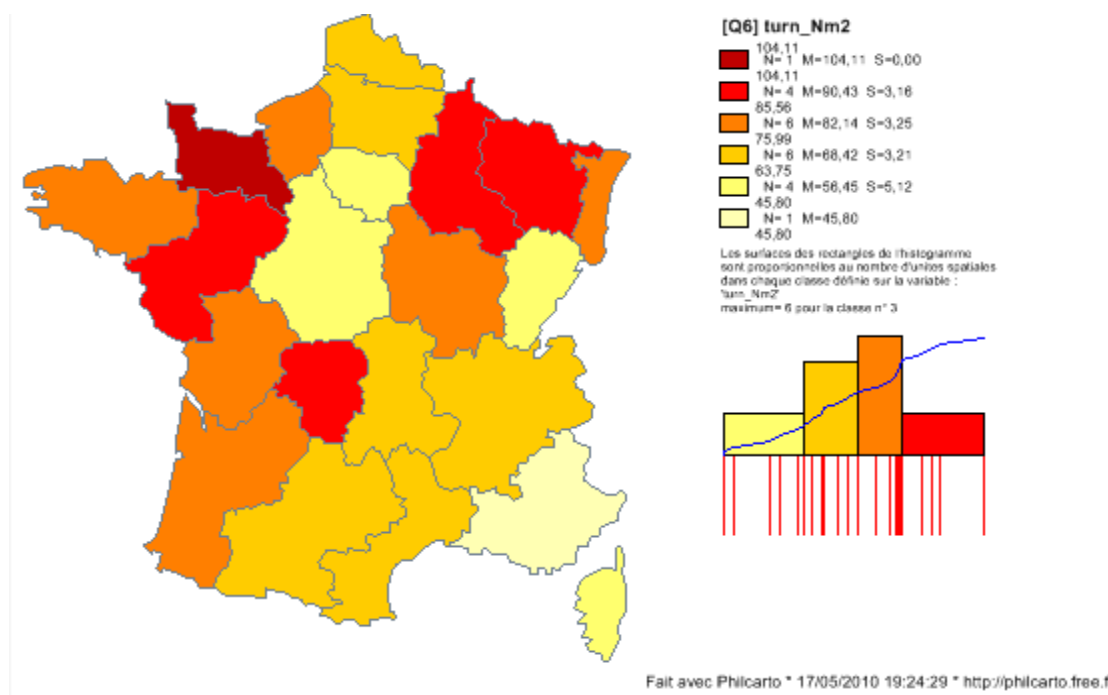 [Q6] turn_Nm2
104,11
N= 1 M=104,11 S=0,00
104,11
N= 4 M=90,43 S=3,16
85,56
N= 6 M=82,14 S=3,25
75,99
N= 6 M=68,42 S=3,21
63,75
N= 4 M=56,45 S=5,12
45,80
N= 1 M=45,80
45,80
Les surfaces des rectangles de l'histogramme
sont proportionnelles au nombre d'unites spatiales
dans chaque classe définie sur la variable :
'turn_Nm2'
maximum= 6 pour la classe n° 3
Fait avec Philcarto * 17/05/2010 19:24:29 * http://philcarto.free.f